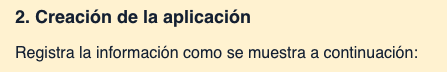 2. Creación de la aplicación
Registra la información como se muestra a continuación: